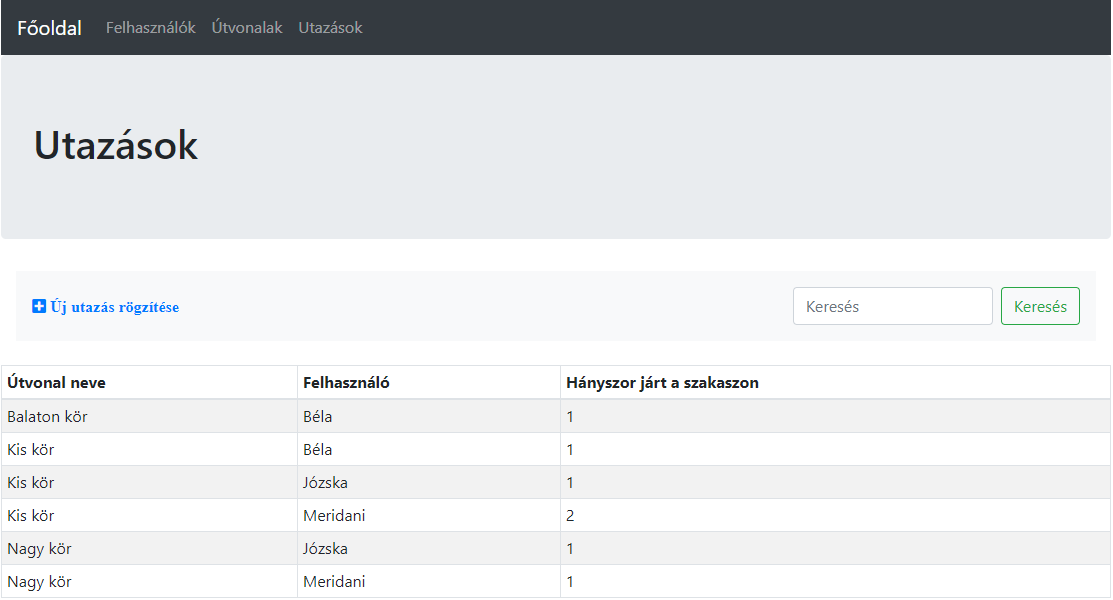 Főoldal Felhasználók Útvonalak Utazások
Utazások
Új utazás rögzítése Keresés Keresés
Útvonal neve Felhasználó Hányszor járt a szakaszon
Balaton kör Béla 1
Kis kör Béla 1
Kis kör Józska 1
Kis kör Meridani 2
Nagy kör Józska 1
Nagy kör Meridani 1